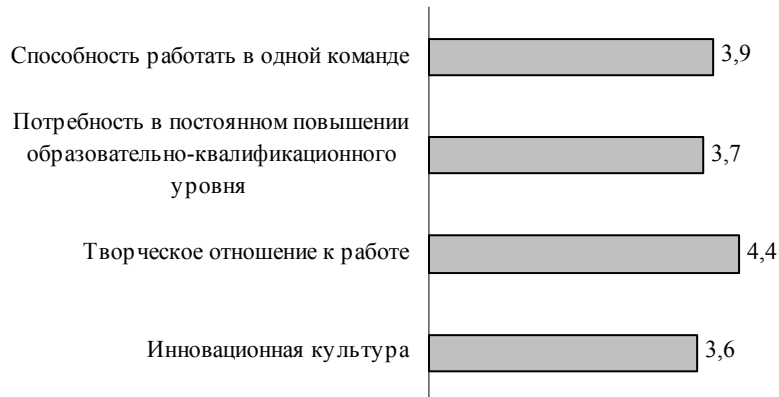 Способность работать в одной команде
3,9
Потребность в постоянном повышении
образовательно-квалификационного
уровня
3,7
Творческое отношение к работе
4,4
Инновационная культура
3,6